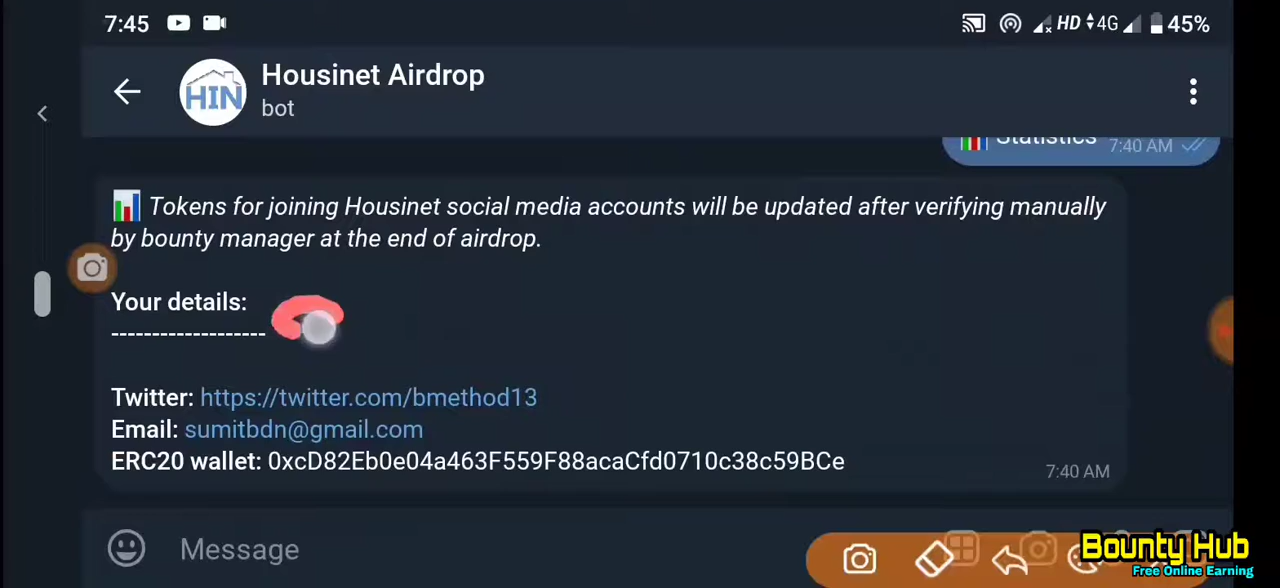 7:45 HD 4G 45%
HIN
Housinet Airdrop
bot
Statistics 7:40 AM
Tokens for joining Housinet social media accounts will be updated after verifying manually
by bounty manager at the end of airdrop.
Your details:
-------------------
Twitter: https://twitter.com/bmethod13
Email: sumitbdn@gmail.com
ERC20 wallet: 0xcD82Eb0e04a463F559F88acaCfd0710c38c59BCe
7:40 AM
Message
Bounty Hub
Free Online Earning